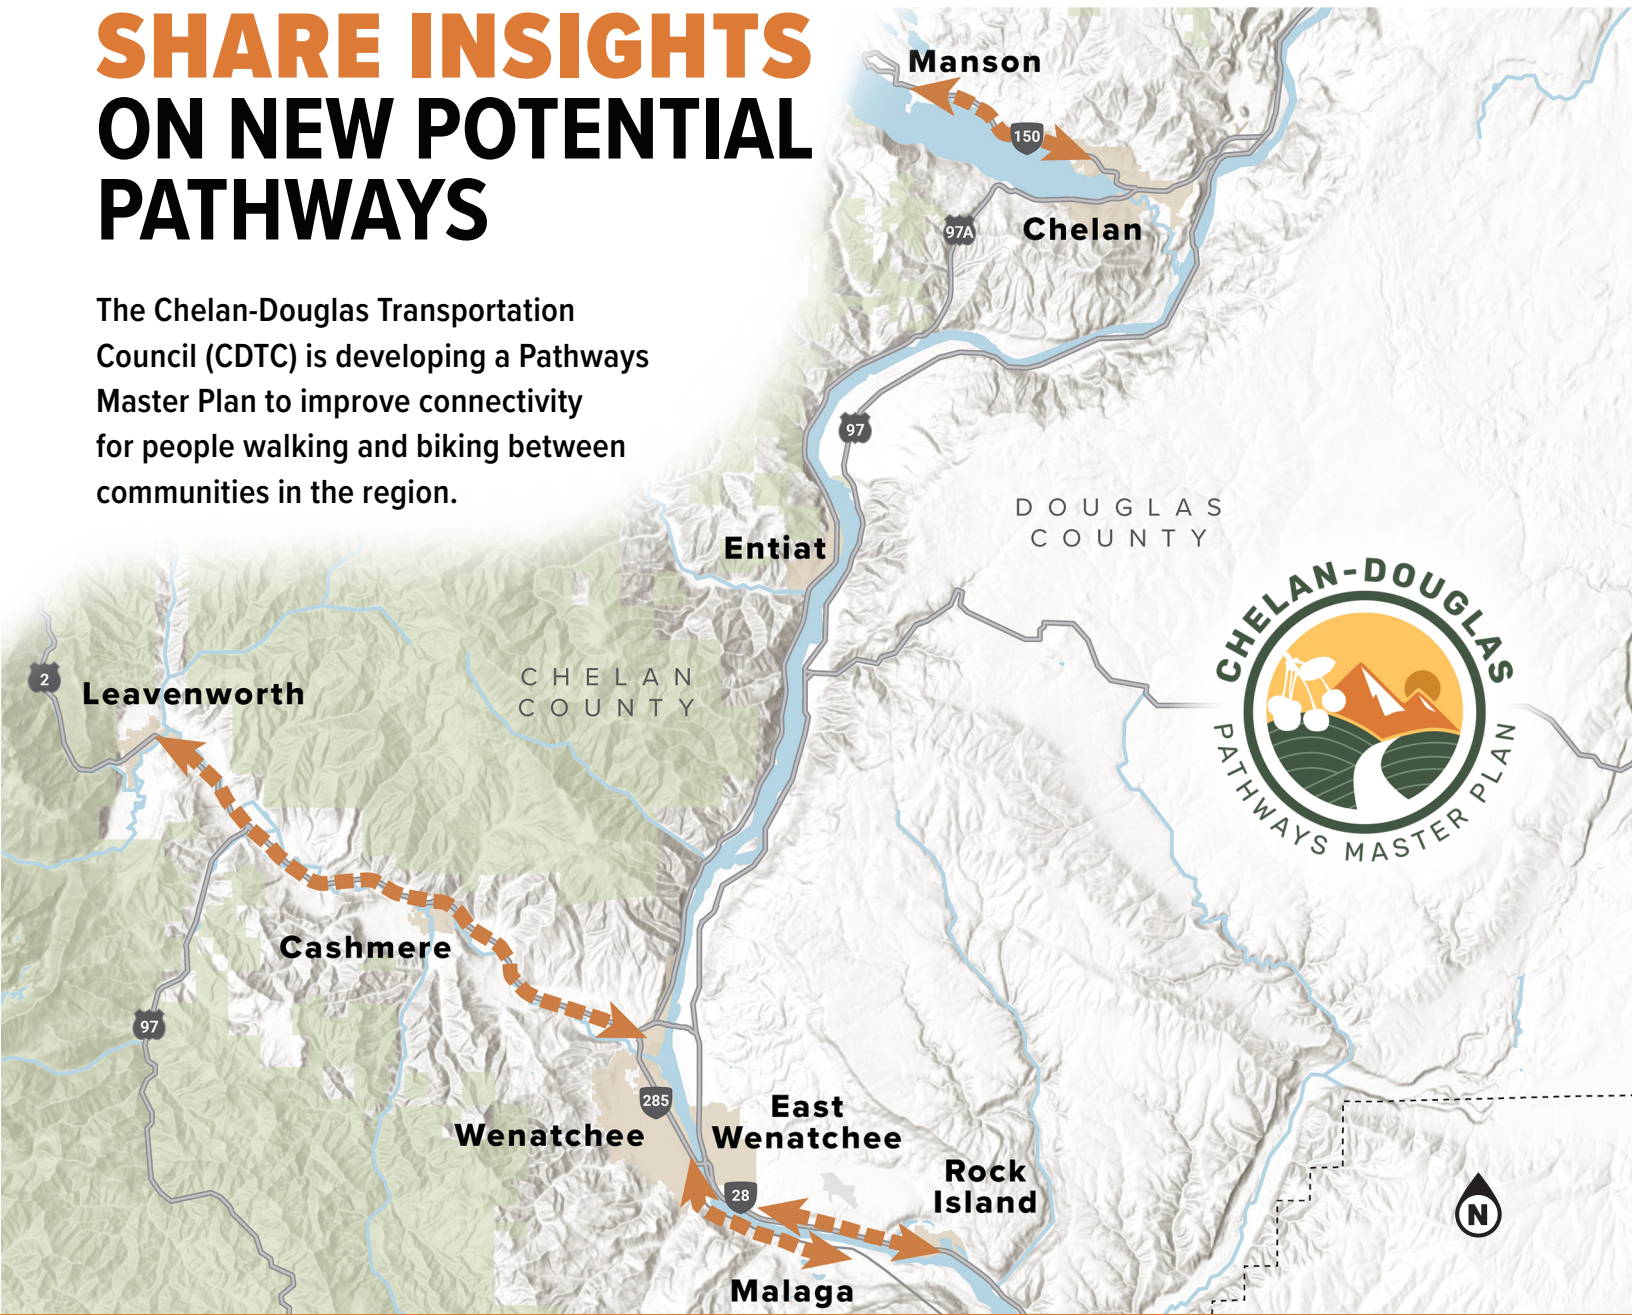 SHARE INSIGHTS
ON NEW POTENTIAL
PATHWAYS
The Chelan-Douglas Transportation
Council (CDTC) is developing a Pathways
Master Plan to improve connectivity
for people walking and biking between
communities in the region.
Manson
150
97A
Chelan
97
DOUGLAS
COUNTY
Entiat
CHELAN-DOUGLAS
PATHWAYS MASTER PLAN
2
Leavenworth
CHELAN
COUNTY
Cashmere
97
285
Wenatchee
East
Wenatchee
28
Rock
Island
Malaga
N